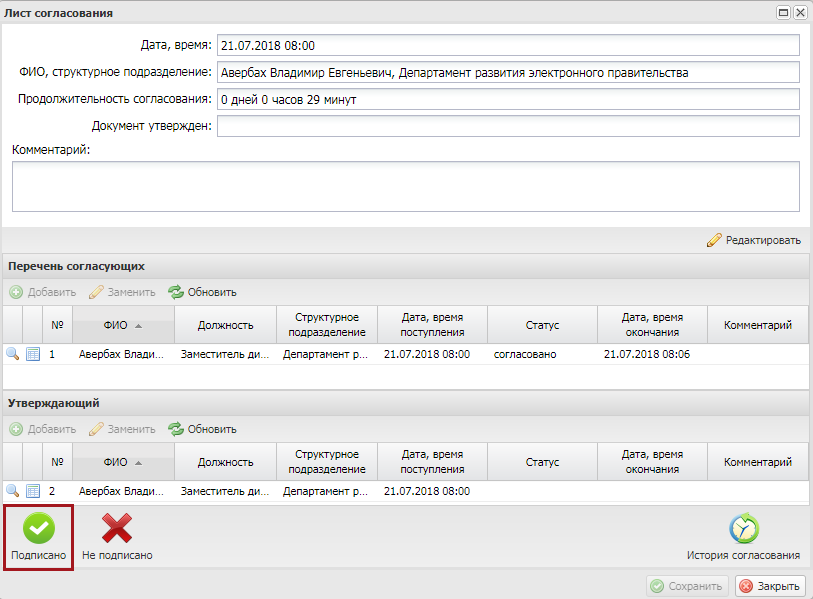 Лист согласования
Дата, время: 21.07.2018 08:00
ФИО, структурное подразделение: Авербах Владимир Евгеньевич, Департамент развития электронного правительства
Продолжительность согласования: 0 дней 0 часов 29 минут
Документ утвержден:
Комментарий:
Редактировать
Перечень согласующих
Добавить Заменить Обновить
№ ФИО Должность Структурное подразделение Дата, время поступления Статус Дата, время окончания Комментарий
1 Авербах Влади... Заместитель ди... Департамент р... 21.07.2018 08:00 согласовано 21.07.2018 08:06
Утверждающий
Добавить Заменить Обновить
№ ФИО Должность Структурное подразделение Дата, время поступления Статус Дата, время окончания Комментарий
2 Авербах Влади... Заместитель ди... Департамент р... 21.07.2018 08:00
Подписано Не подписано История согласования
Сохранить Закрыть